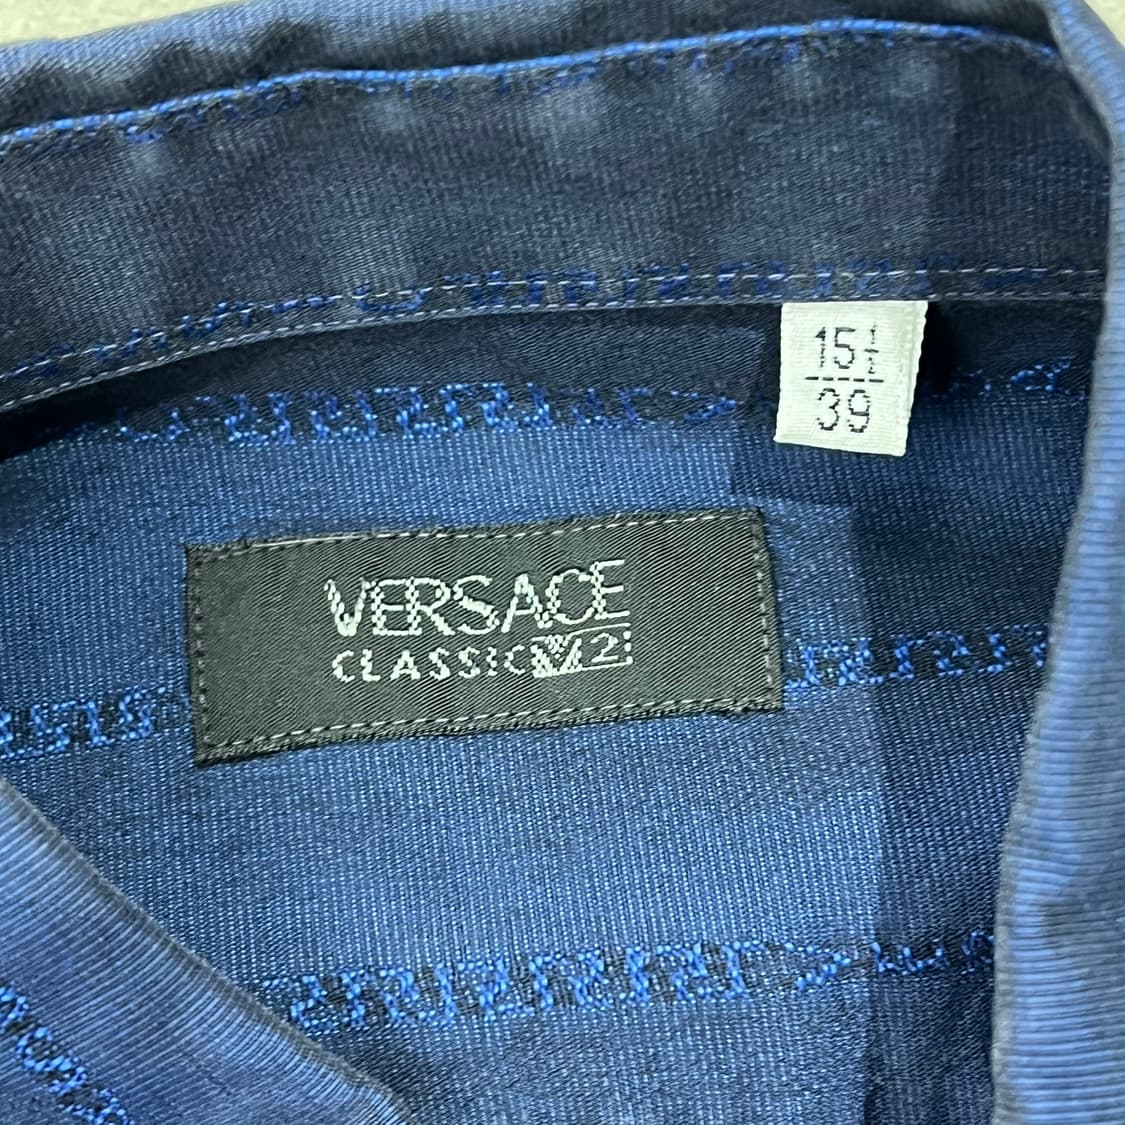 15½
39
VERSACE
CLASSIC V2